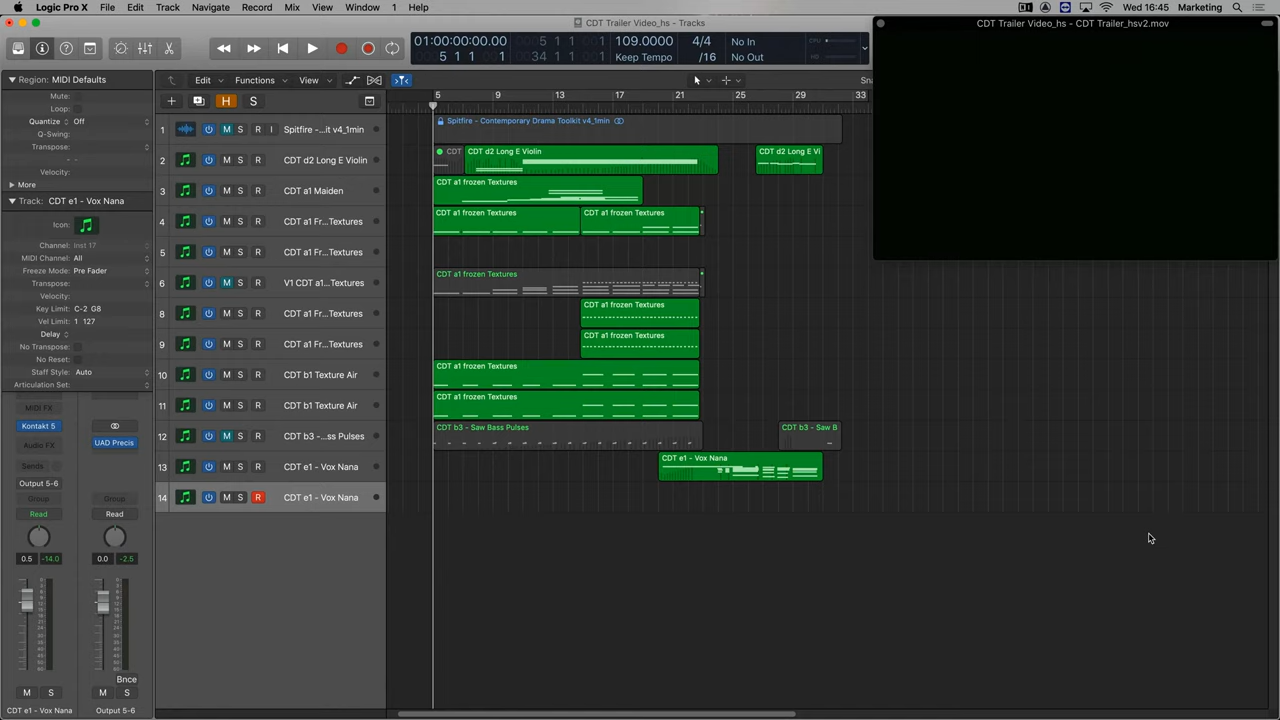 Logic Pro X File Edit Track Navigate Record Mix View Window 1 Help Wed 16:45 Marketing
CDT Trailer Video_hs - Tracks
CDT Trailer Video_hs - CDT Trailer_hsv2.mov
01:00:00:00.00 5 1 1 1 109.0000 4/4 No In
5 1 1 1 34 1 1 1 Keep Tempo /16 No Out CPU
Region: MIDI Defaults
Mute:
Loop:
Quantize Off
Q-Swing:
Transpose:
Velocity:
More
Track: CDT e1 - Vox Nana
Icon:
Channel: Inst 17
MIDI Channel: All
Freeze Mode: Pre Fader
Transpose:
Velocity:
Key Limit: C-2 G8
Vel Limit: 1 127
Delay
No Transpose:
No Reset:
Staff Style: Auto
Articulation Set:
MIDI FX
Kontakt 5
Audio FX UAD Precis
Sends
Output 5-6
Group Group
Read Read
0.5 -14.0 0.0 -2.5
Bnce
M S M S
CDT e1 - Vox Nana Output 5-6
Edit Functions View
H S
5 9 13 17 21 25 29 33
1 M S R I Spitfire -...it v4_1min
2 M S R CDT d2 Long E Violin
3 M S R CDT a1 Maiden
4 M S R CDT a1 Fr...Textures
5 M S R CDT a1 Fr...Textures
6 M S R V1 CDT a1...Textures
8 M S R CDT a1 Fr...Textures
9 M S R CDT a1 Fr...Textures
10 M S R CDT b1 Texture Air
11 M S R CDT b1 Texture Air
12 M S R CDT b3 -...ss Pulses
13 M S R CDT e1 - Vox Nana
14 M S R CDT e1 - Vox Nana
Spitfire - Contemporary Drama Toolkit v4_1min
CDT CDT d2 Long E Violin CDT d2 Long E Vi
CDT a1 frozen Textures
CDT a1 frozen Textures CDT a1 frozen Textures
CDT a1 frozen Textures
CDT a1 frozen Textures
CDT a1 frozen Textures
CDT a1 frozen Textures
CDT a1 frozen Textures
CDT b3 - Saw Bass Pulses CDT b3 - Saw B
CDT e1 - Vox Nana